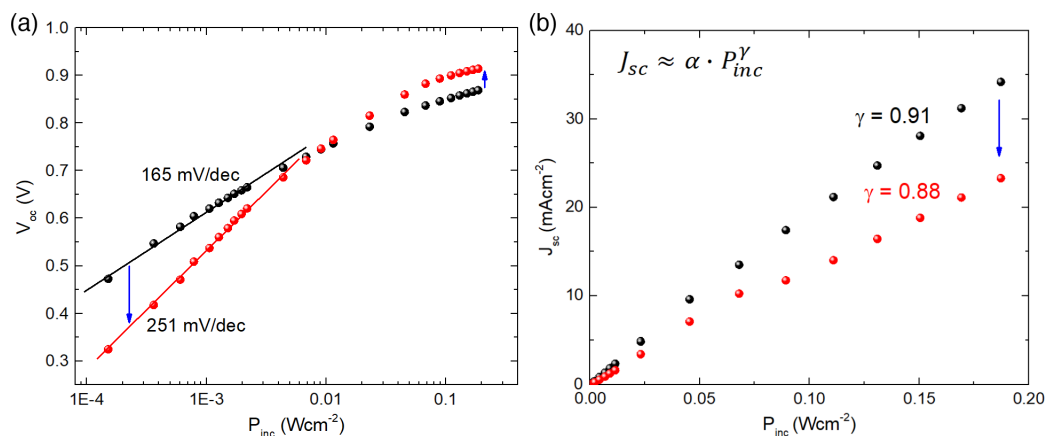 (a)
1.0
0.9
0.8
0.7
0.6
0.5
0.4
0.3
0.2
V_oc (V)
165 mV/dec
251 mV/dec
1E-4 1E-3 0.01 0.1
P_inc (Wcm⁻²)
(b)
J_sc ≈ α · P_inc^γ
40
30
20
10
0
J_sc (mAcm⁻²)
γ = 0.91
γ = 0.88
0.00 0.05 0.10 0.15 0.20
P_inc (Wcm⁻²)